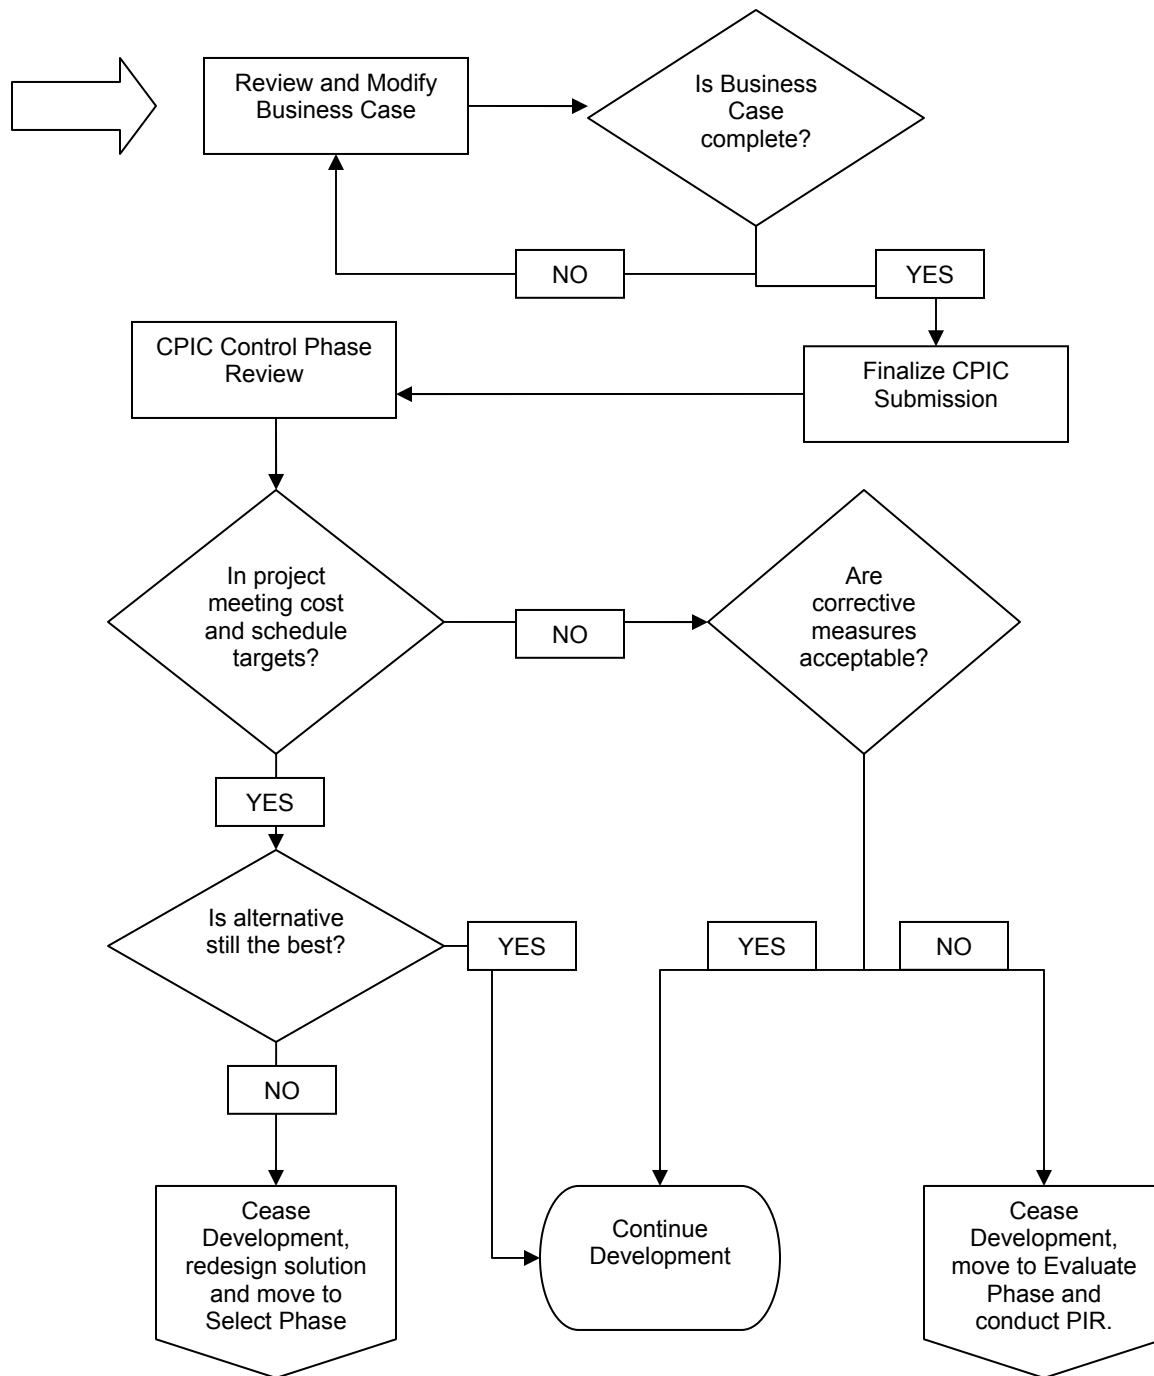 Review and Modify
Business Case
Is Business
Case
complete?
NO
YES
CPIC Control Phase
Review
Finalize CPIC
Submission
In project
meeting cost
and schedule
targets?
NO
Are
corrective
measures
acceptable?
YES
Is alternative
still the best?
YES
YES
NO
NO
Cease
Development,
redesign solution
and move to
Select Phase
Continue
Development
Cease
Development,
move to Evaluate
Phase and
conduct PIR.